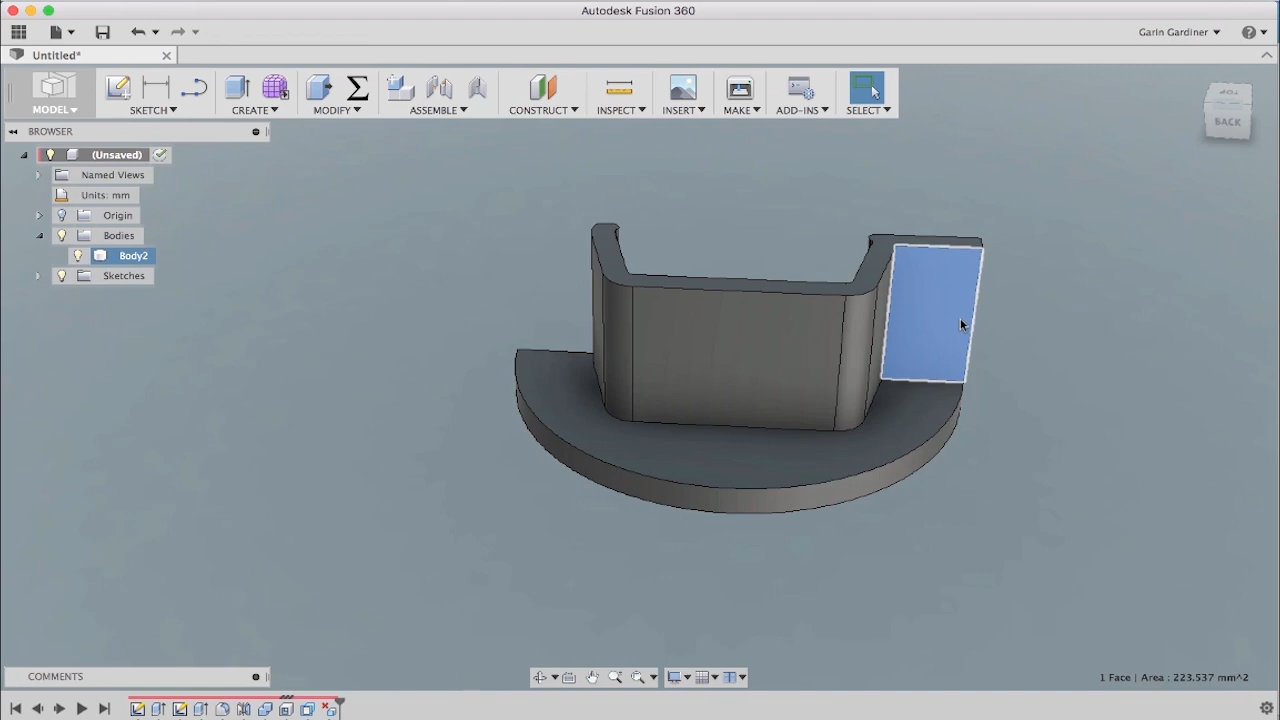 Autodesk Fusion 360
Garin Gardiner
Untitled*
MODEL
SKETCH
CREATE
MODIFY
ASSEMBLE
CONSTRUCT
INSPECT
INSERT
MAKE
ADD-INS
SELECT
TOP
BACK
BROWSER
(Unsaved)
Named Views
Units: mm
Origin
Bodies
Body2
Sketches
COMMENTS
1 Face | Area : 223.537 mm^2